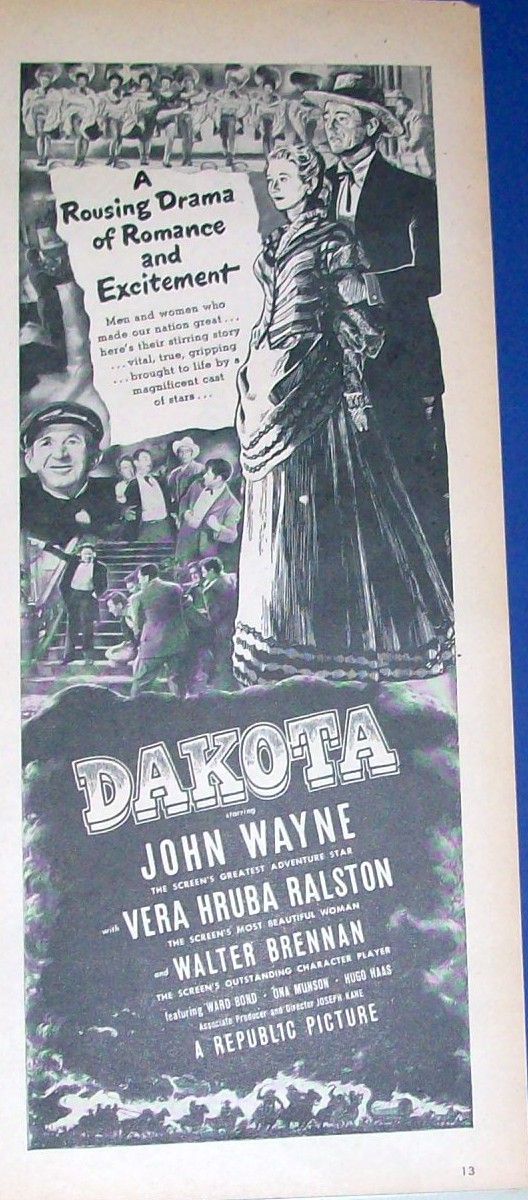 A
Rousing Drama
of Romance
and
Excitement
Men and women who
made our nation great...
here's their stirring story
...vital, true, gripping
...brought to life by a
magnificent cast
of stars...
DAKOTA
starring
JOHN WAYNE
THE SCREEN'S GREATEST ADVENTURE STAR
with VERA HRUBA RALSTON
THE SCREEN'S MOST BEAUTIFUL WOMAN
and WALTER BRENNAN
THE SCREEN'S OUTSTANDING CHARACTER PLAYER
featuring WARD BOND · ONA MUNSON · HUGO HAAS
Associate Producer and Director JOSEPH KANE
A REPUBLIC PICTURE
13